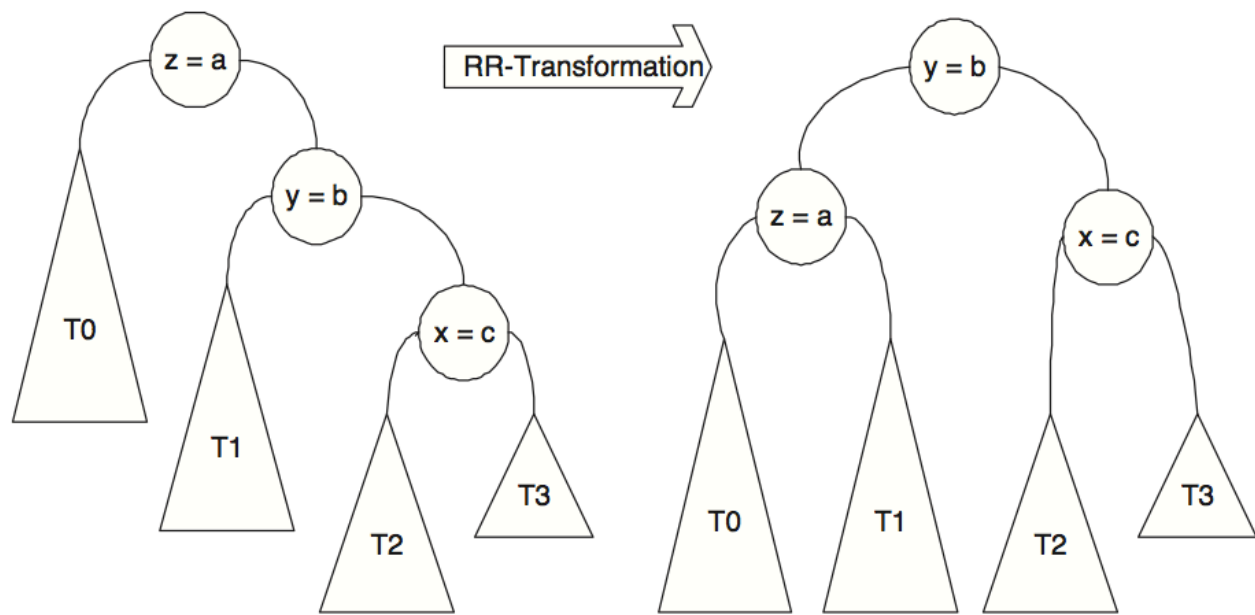 z = a
RR-Transformation
y = b
y = b
z = a
x = c
T0
x = c
T1
T3
T2
T0
T1
T2
T3